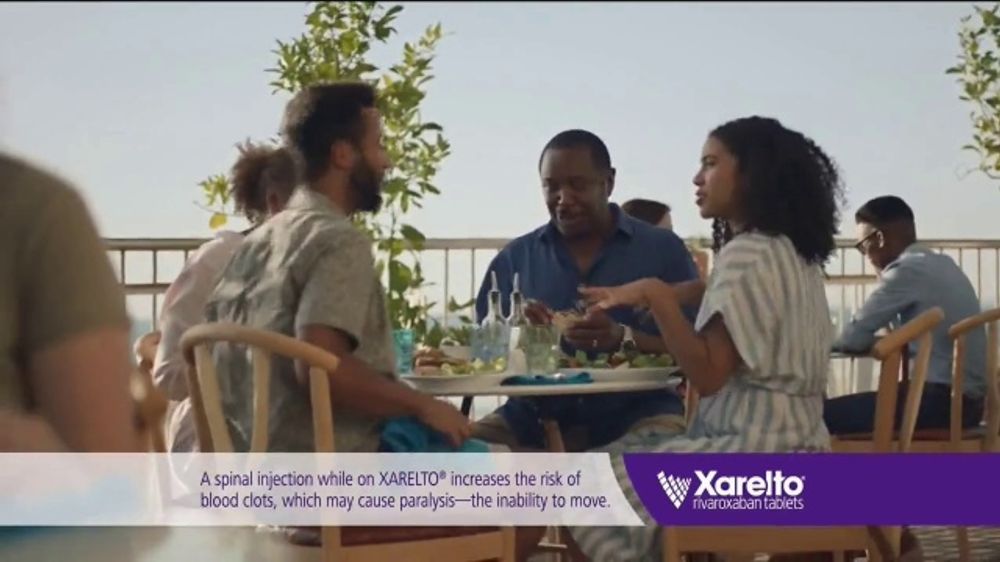 A spinal injection while on XARELTO® increases the risk of
blood clots, which may cause paralysis—the inability to move.
Xarelto®
rivaroxaban tablets